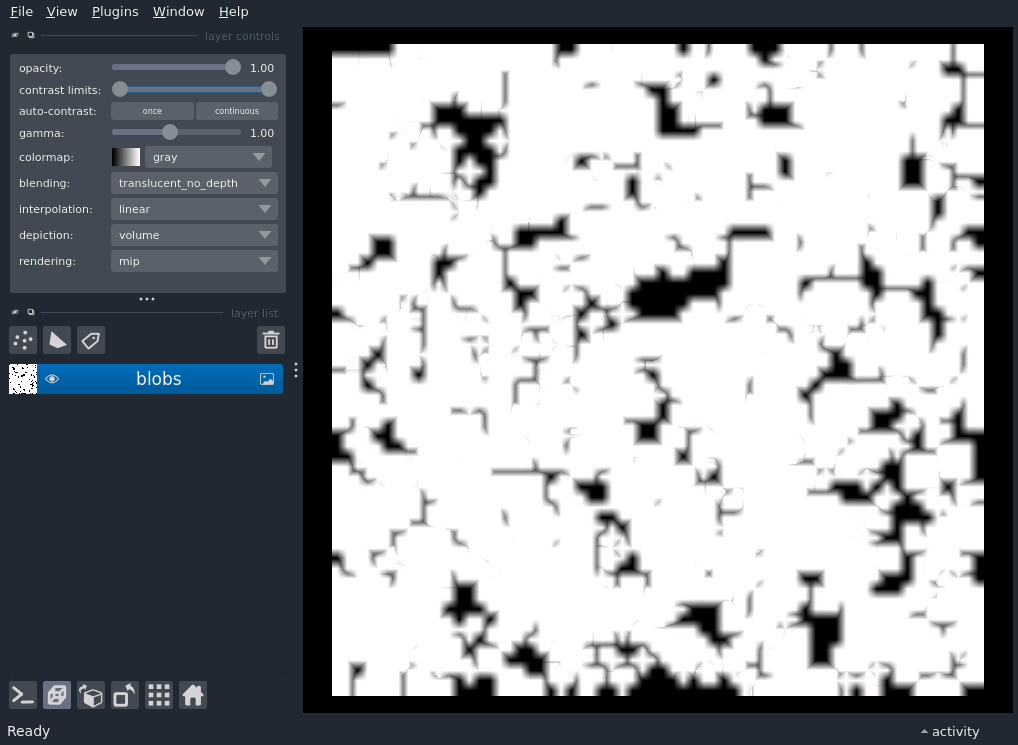 File View Plugins Window Help
layer controls
opacity: 1.00
contrast limits:
auto-contrast: once continuous
gamma: 1.00
colormap: gray
blending: translucent_no_depth
interpolation: linear
depiction: volume
rendering: mip
layer list
blobs
Ready activity